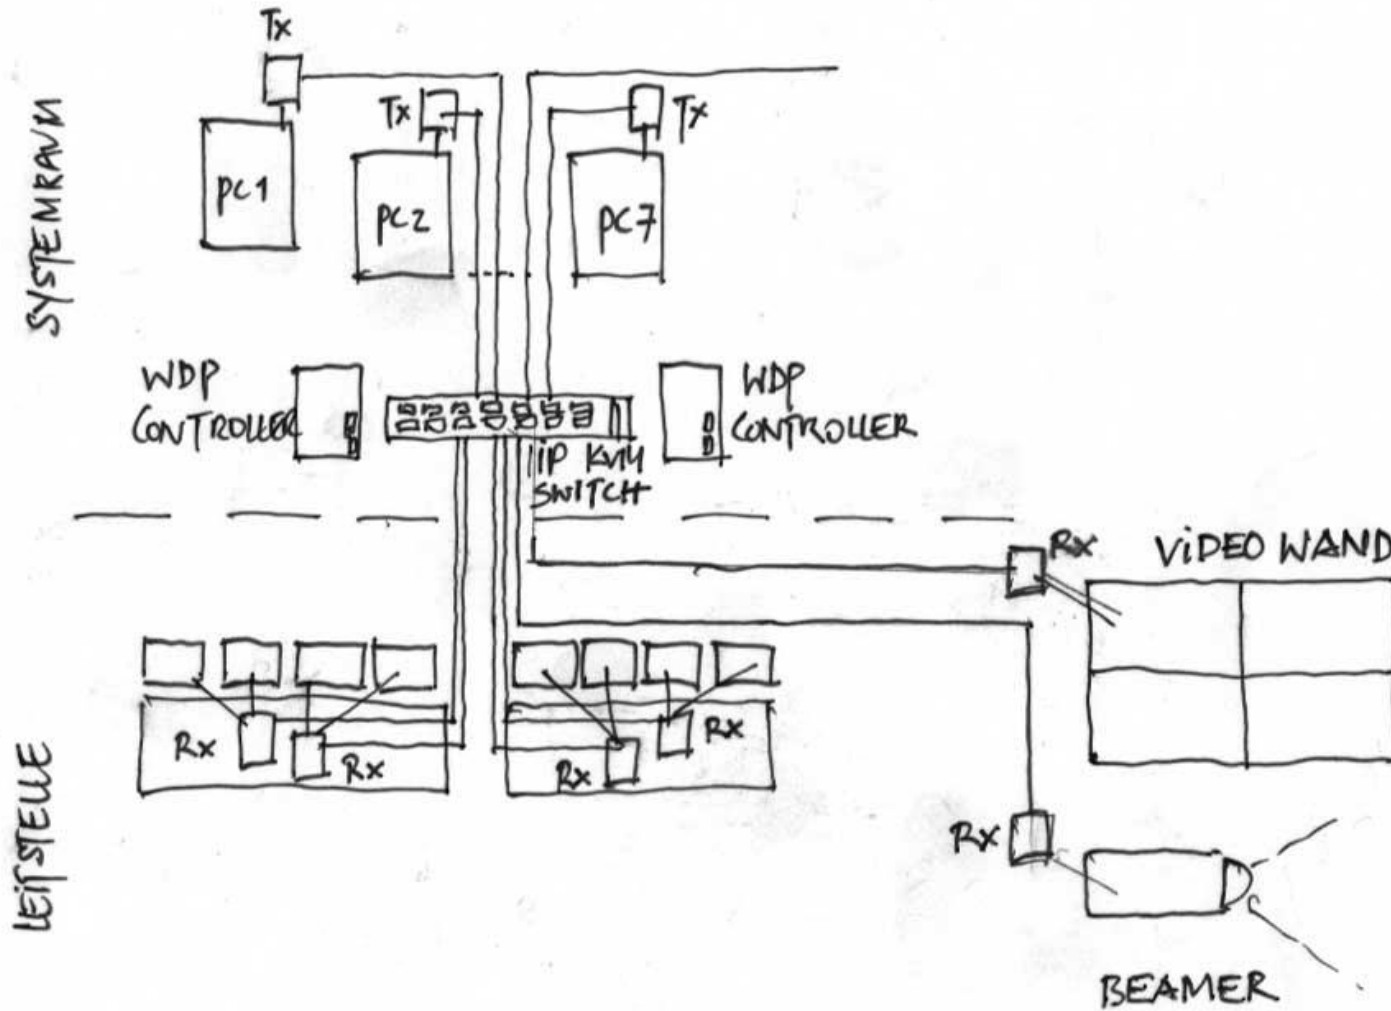 Tx
Tx
Tx
PC1
PC2
PC7
SYSTEMRAUM
WDP
CONTROLLER
WDP
CONTROLLER
IP KVM
SWITCH
Rx
VIDEO WAND
Rx
Rx
Rx
Rx
Rx
LEITSTELLE
BEAMER